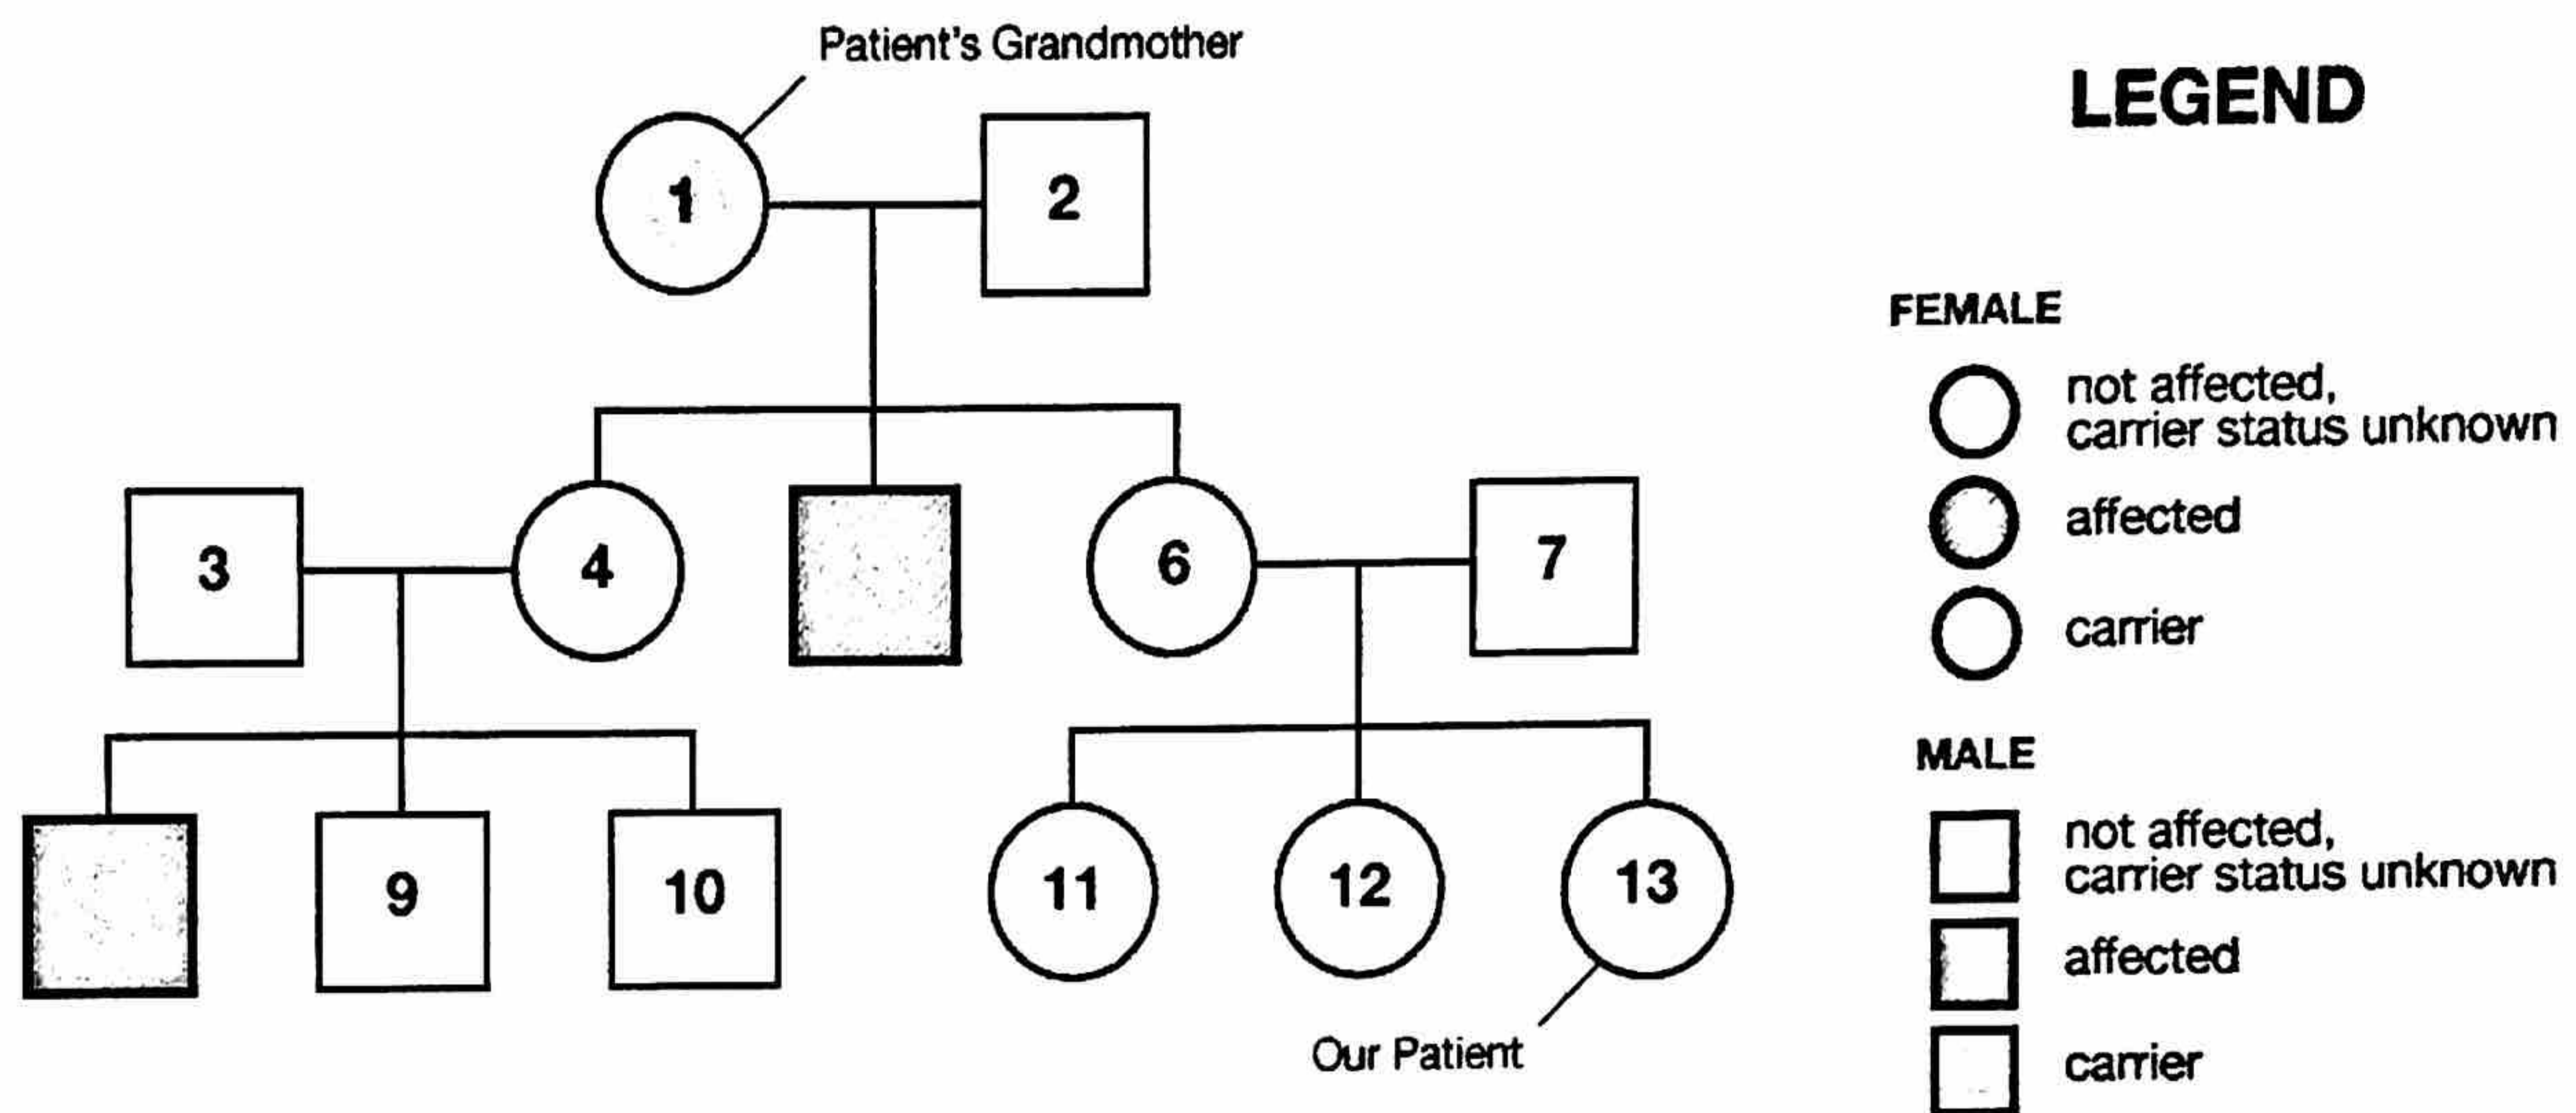 Patient's Grandmother
LEGEND
1
2
FEMALE
not affected,
carrier status unknown
affected
carrier
3
4
6
7
MALE
not affected,
carrier status unknown
affected
carrier
9
10
11
12
13
Our Patient